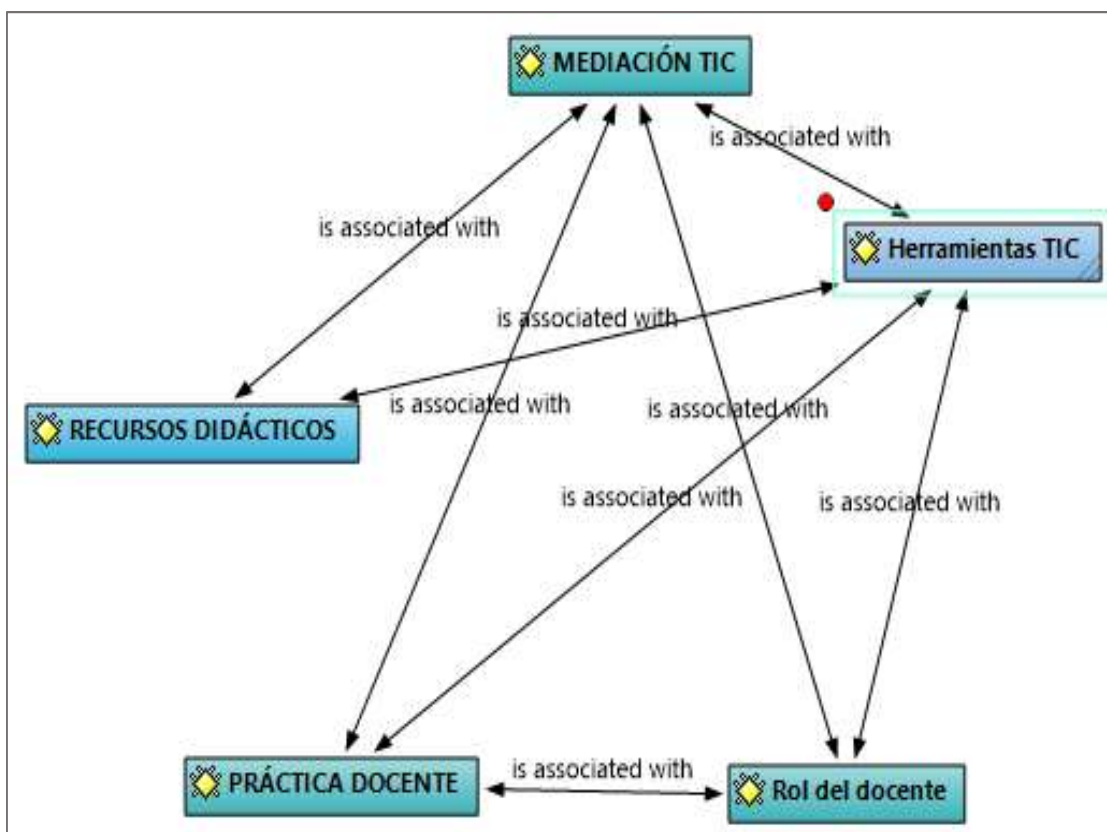 MEDIACIÓN TIC
is associated with
is associated with
Herramientas TIC
is associated with
is associated with
is associated with
RECURSOS DIDÁCTICOS
is associated with
is associated with
PRÁCTICA DOCENTE
is associated with
Rol del docente